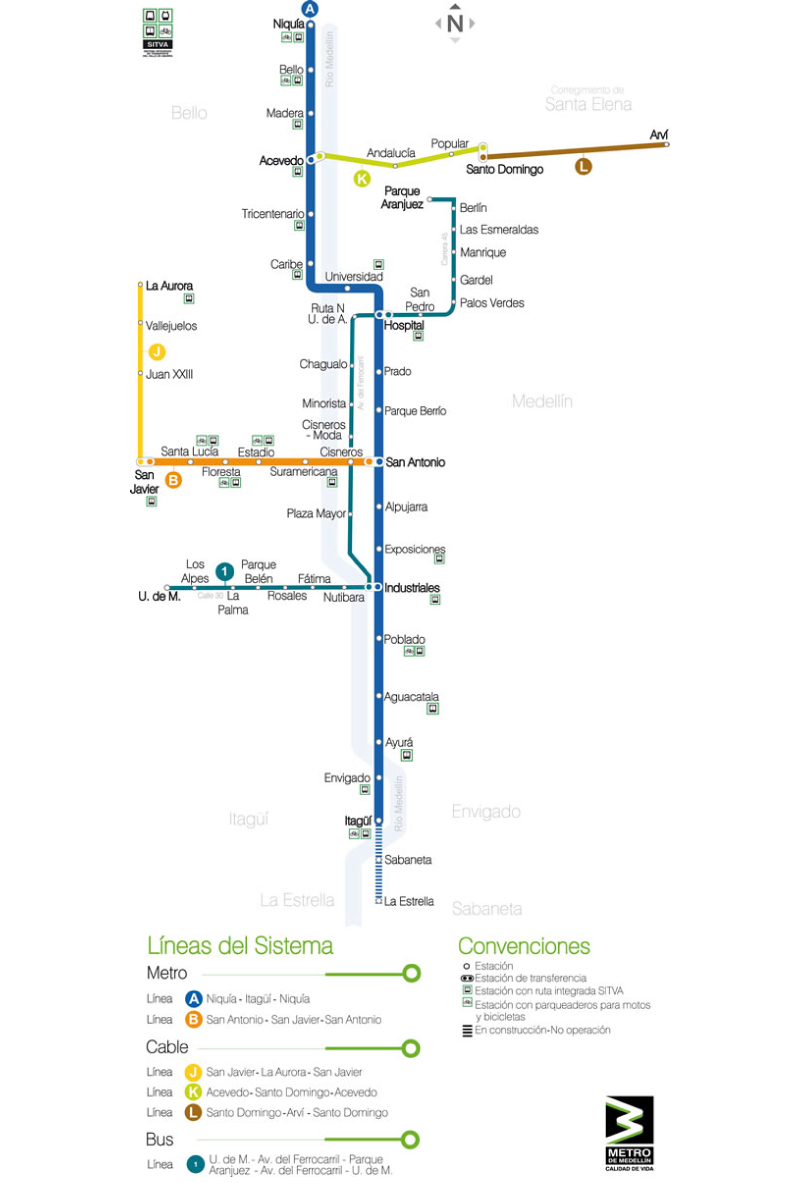 A
N
SITVA
Niquía
Río Medellín
Bello
Bello
Madera
Corregimiento de
Santa Elena
Arví
Acevedo
Andalucía
Popular
K
Santo Domingo
L
Parque
Aranjuez
Berlín
Tricentenario
Las Esmeraldas
Carrera 45
Manrique
Caribe
Universidad
Gardel
La Aurora
San
Pedro
Palos Verdes
Ruta N
U. de A.
Hospital
Vallejuelos
J
Juan XXIII
Chagualo
Av. del Ferrocarril
Prado
Minorista
Medellín
Parque Berrío
Cisneros
- Moda
Santa Lucía
Estadio
Cisneros
San Antonio
San
Javier
B
Floresta
Suramericana
Plaza Mayor
Alpujarra
Exposiciones
Los
Alpes
1
Parque
Belén
Fátima
Industriales
U. de M.
Calle 30
La
Palma
Rosales
Nutibara
Poblado
Aguacatala
Ayurá
Envigado
Río Medellín
Itagüí
Envigado
Itagüí
Sabaneta
La Estrella
La Estrella
Sabaneta
Líneas del Sistema
Metro
Línea A Niquía - Itagüí - Niquía
Línea B San Antonio - San Javier-San Antonio
Cable
Línea J San Javier- La Aurora - San Javier
Línea K Acevedo- Santo Domingo-Acevedo
Línea L Santo Domingo -Arví - Santo Domingo
Bus
Línea 1 U. de M.- Av. del Ferrocarril - Parque
Aranjuez - Av. del Ferrocarril - U. de M.
Convenciones
Estación
Estación de transferencia
Estación con ruta integrada SITVA
Estación con parqueaderos para motos
y bicicletas
En construcción-No operación
METRO
DE MEDELLÍN
CALIDAD DE VIDA